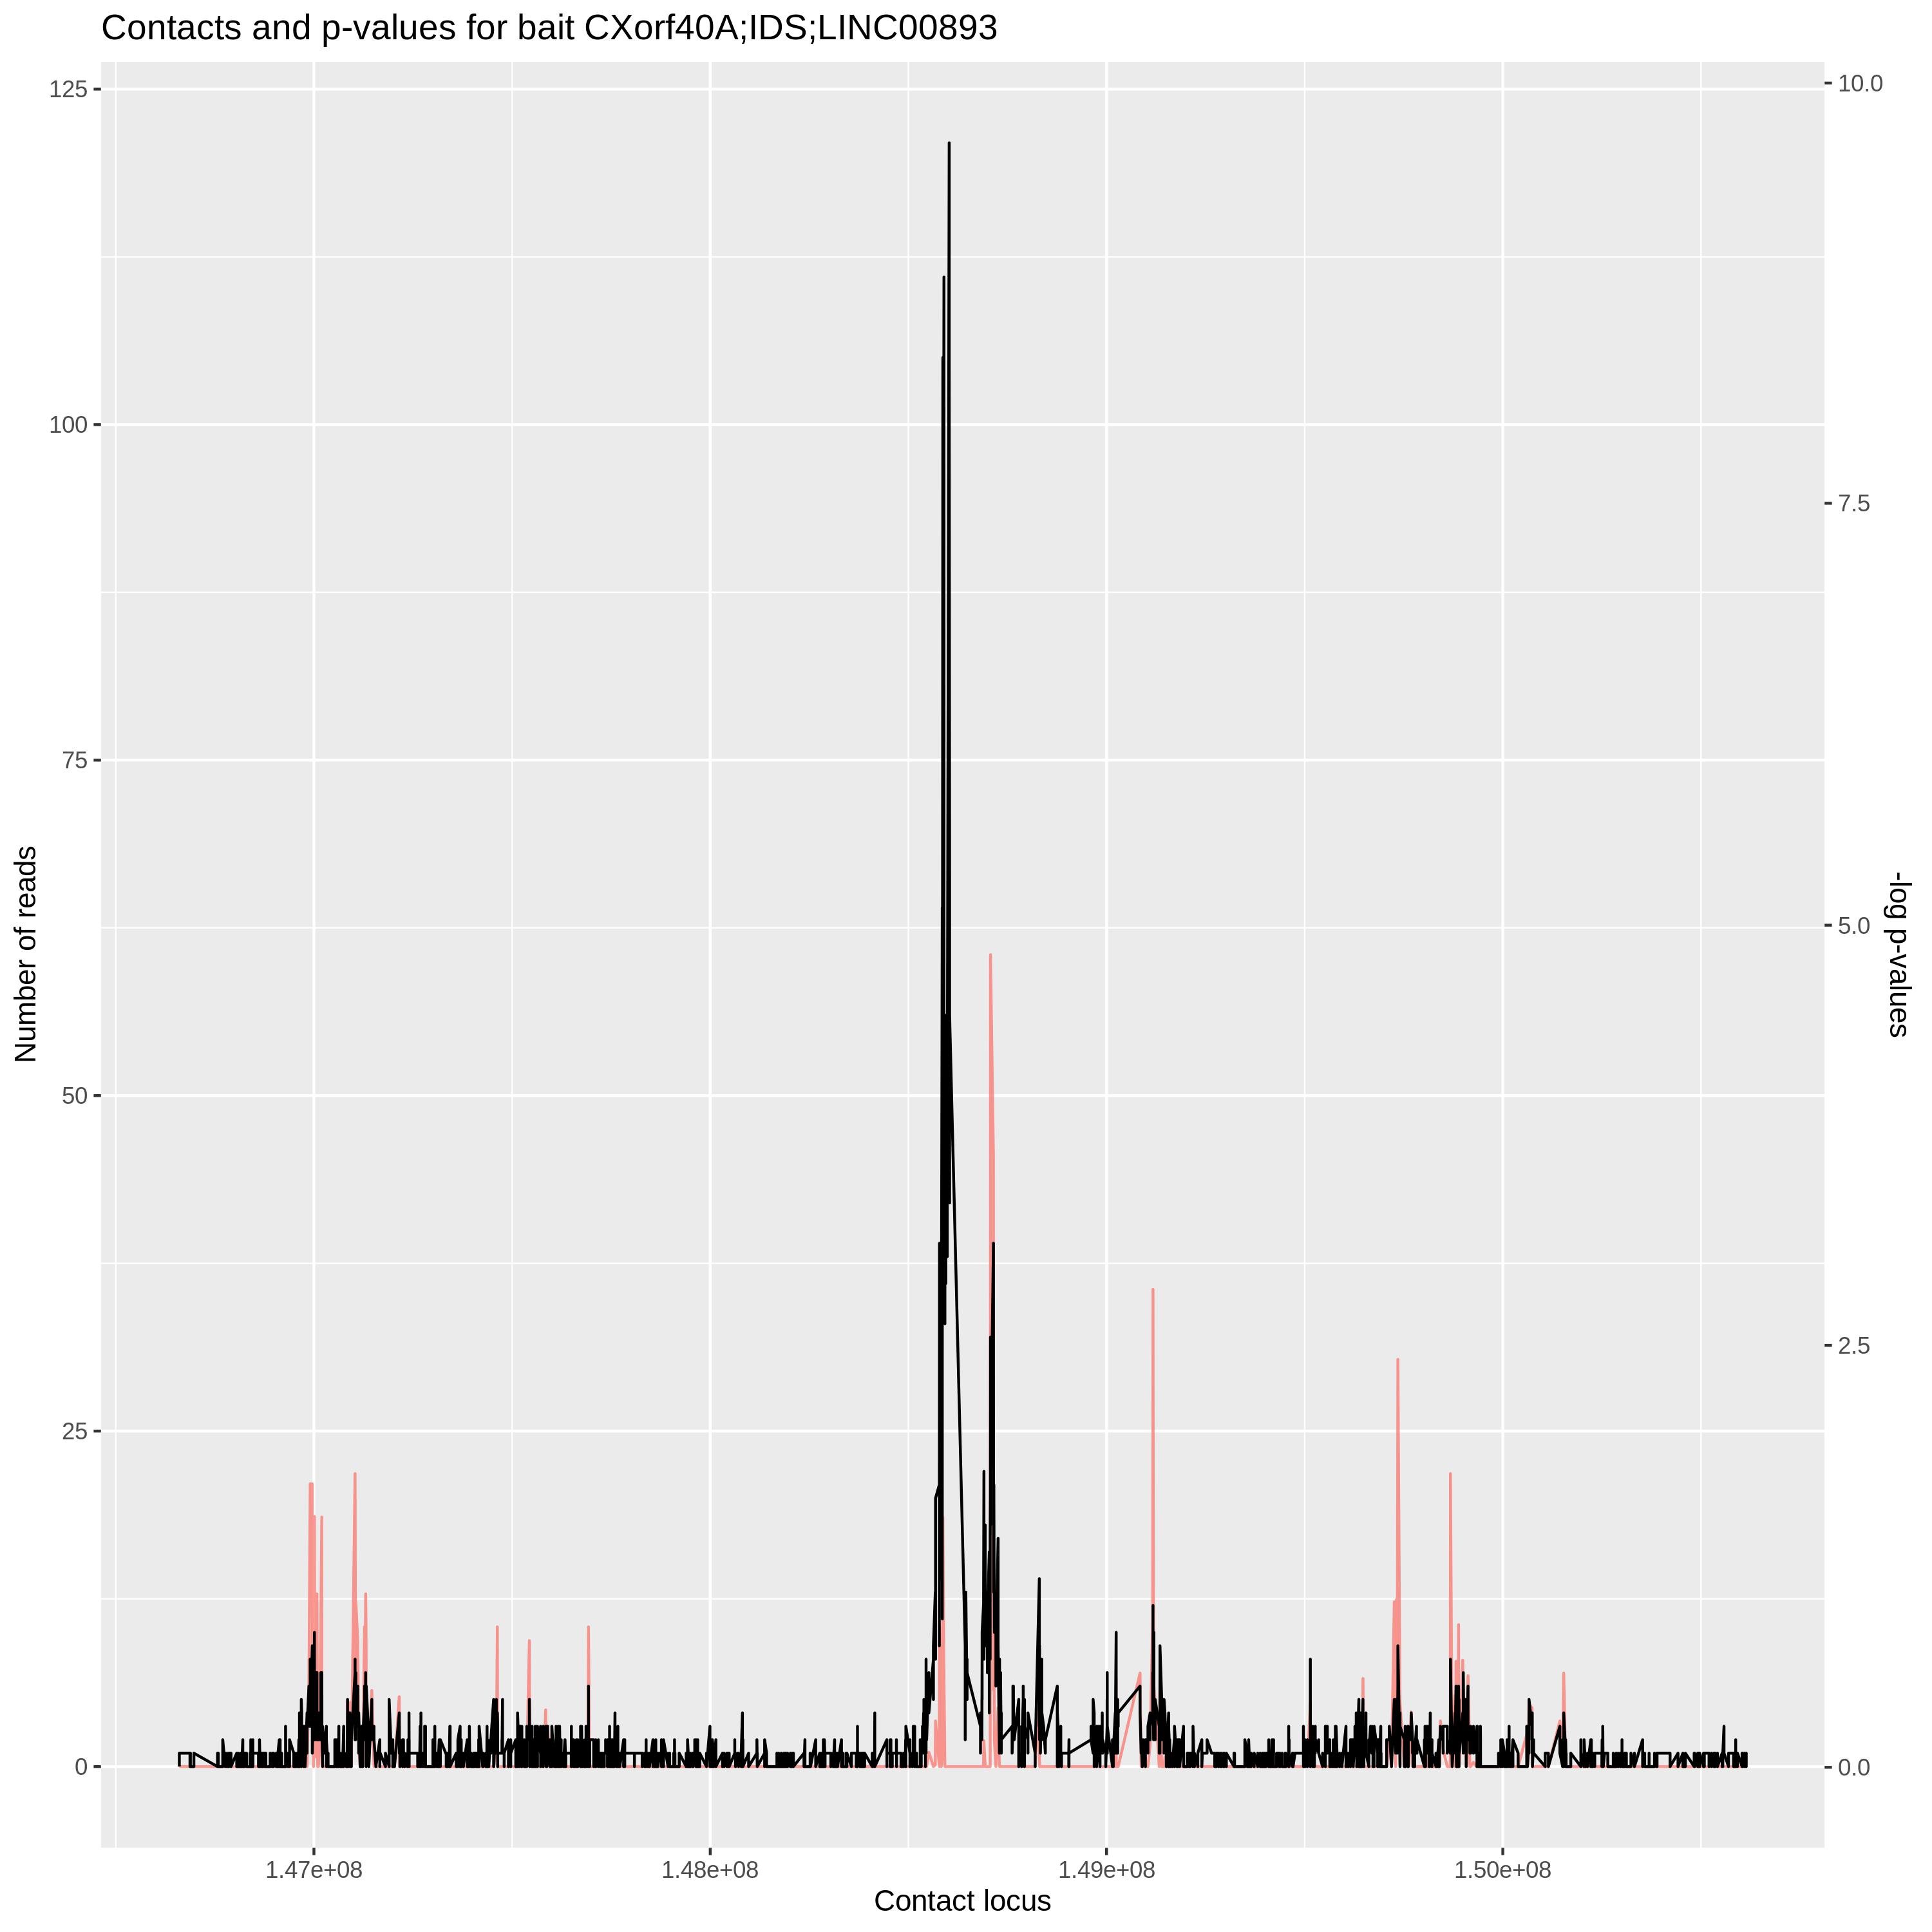 Contacts and p-values for bait CXorf40A;IDS;LINC00893
125
100
75
50
25
0
Number of reads
10.0
7.5
5.0
2.5
0.0
-log p-values
1.47e+08
1.48e+08
1.49e+08
1.50e+08
Contact locus